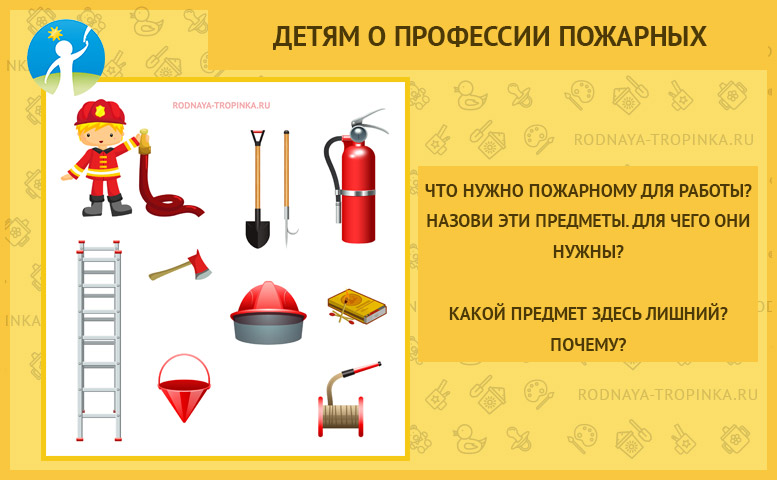 ДЕТЯМ О ПРОФЕССИИ ПОЖАРНЫХ
RODNAYA-TROPINKA.RU
RODNAYA-TROPINKA.RU
ЧТО НУЖНО ПОЖАРНОМУ ДЛЯ РАБОТЫ?
НАЗОВИ ЭТИ ПРЕДМЕТЫ. ДЛЯ ЧЕГО ОНИ
НУЖНЫ?
КАКОЙ ПРЕДМЕТ ЗДЕСЬ ЛИШНИЙ?
ПОЧЕМУ?
RODNAYA-TROPINKA.RU